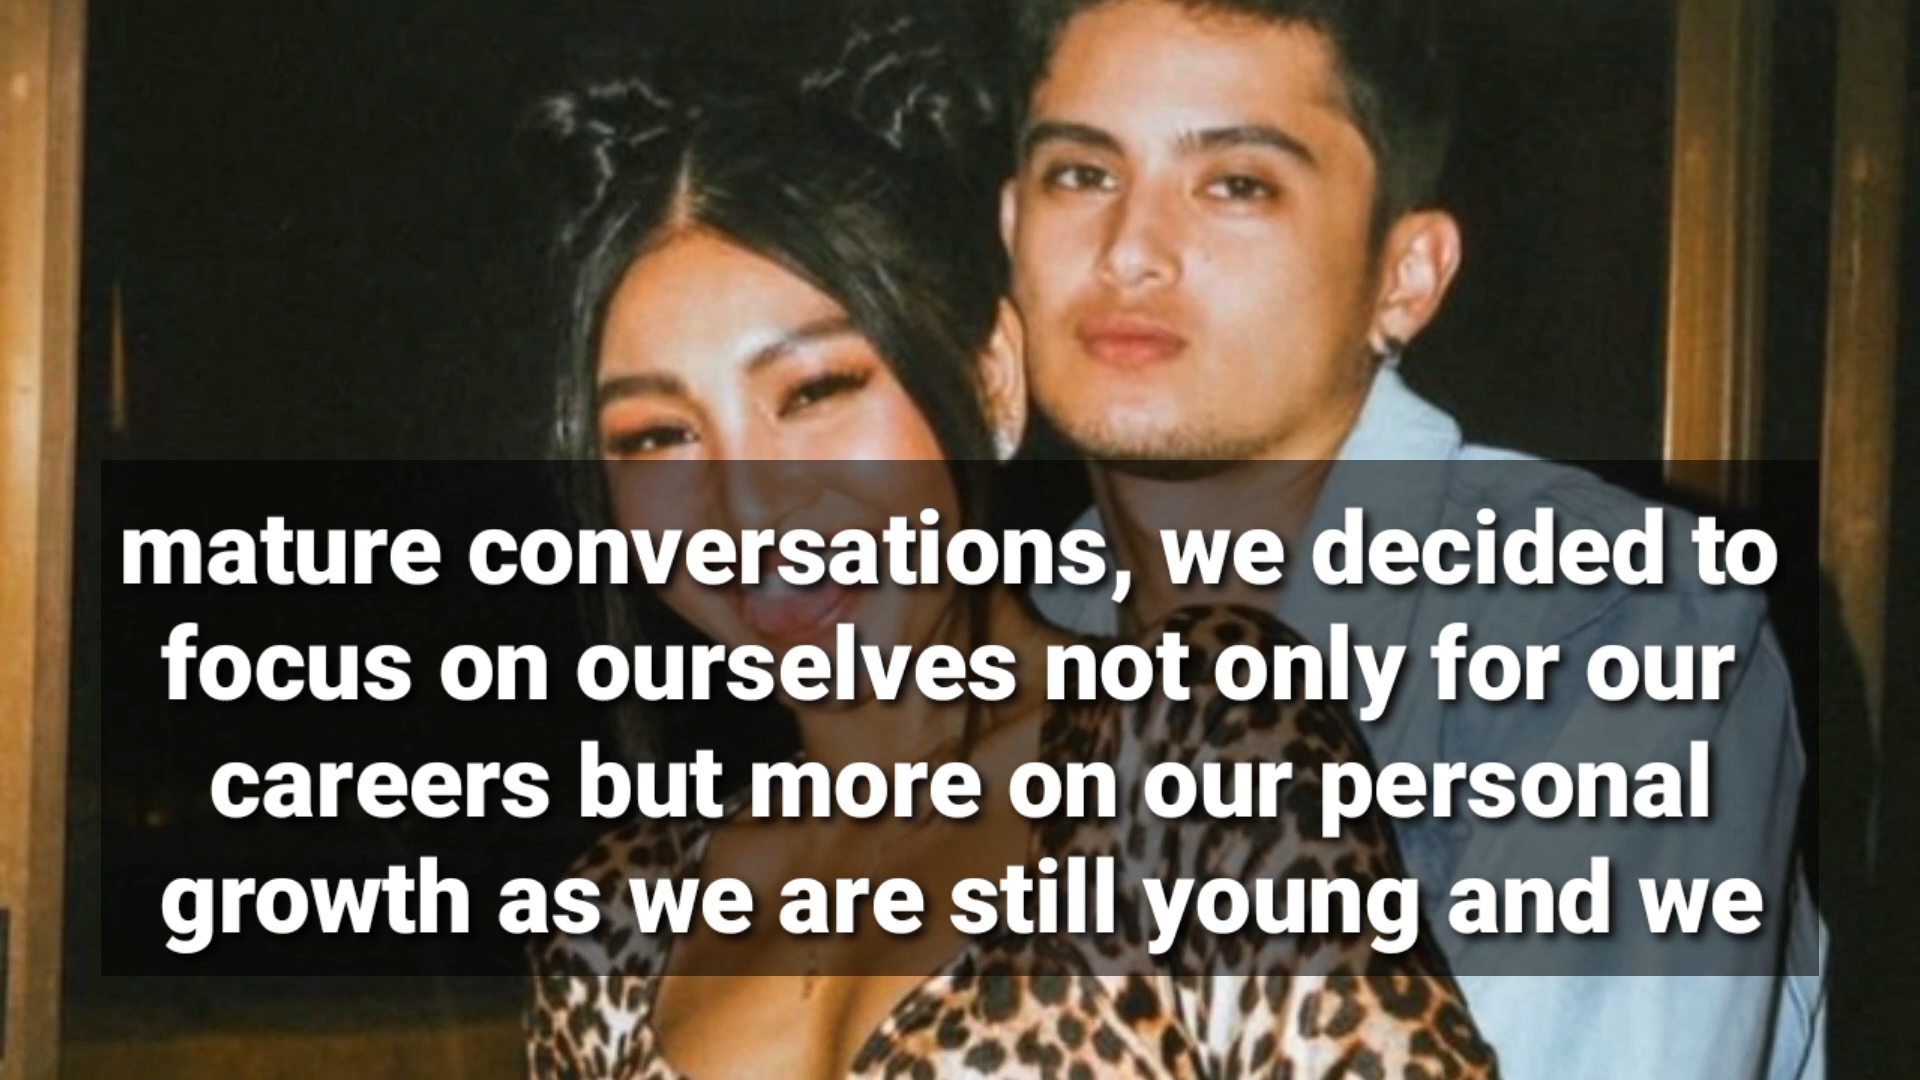 mature conversations, we decided to
focus on ourselves not only for our
careers but more on our personal
growth as we are still young and we